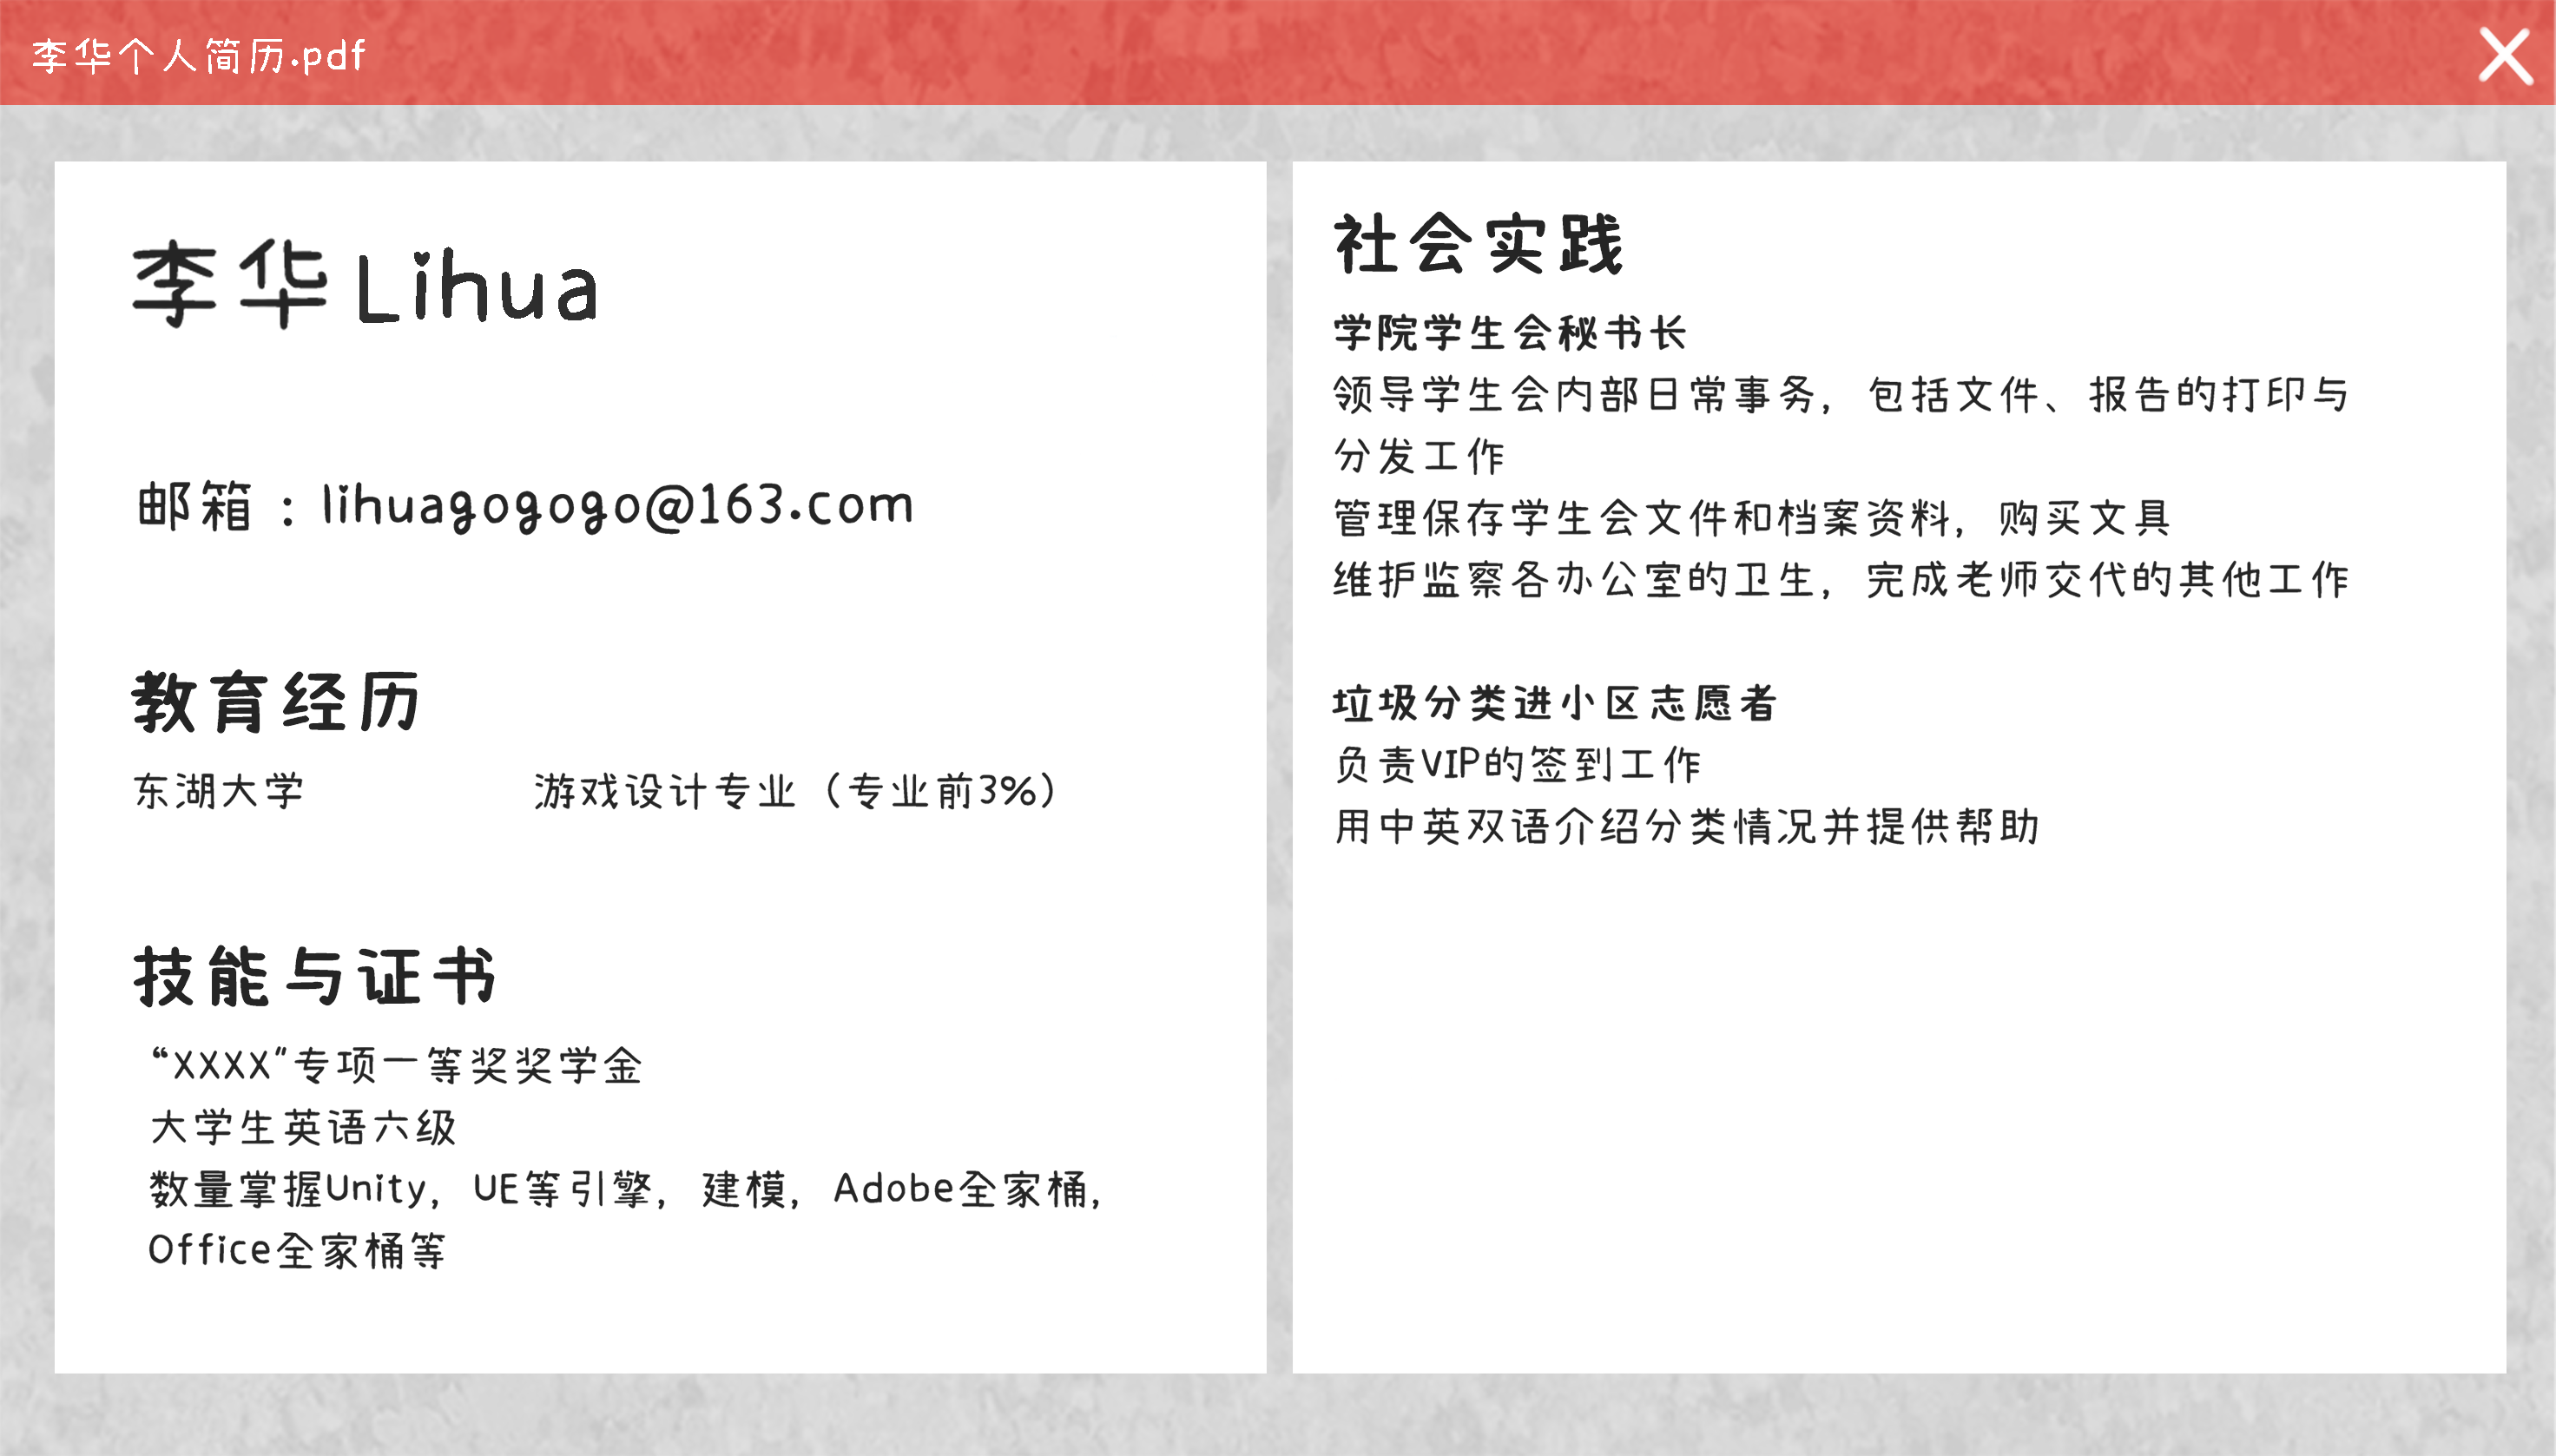 李华个人简历.pdf
李华 Lihua
邮箱：lihuagogogo@163.com
教育经历
东湖大学 游戏设计专业（专业前3%）
技能与证书
“XXXX”专项一等奖奖学金
大学生英语六级
数量掌握Unity，UE等引擎，建模，Adobe全家桶，
Office全家桶等
社会实践
学院学生会秘书长
领导学生会内部日常事务，包括文件、报告的打印与
分发工作
管理保存学生会文件和档案资料，购买文具
维护监察各办公室的卫生，完成老师交代的其他工作
垃圾分类进小区志愿者
负责VIP的签到工作
用中英双语介绍分类情况并提供帮助